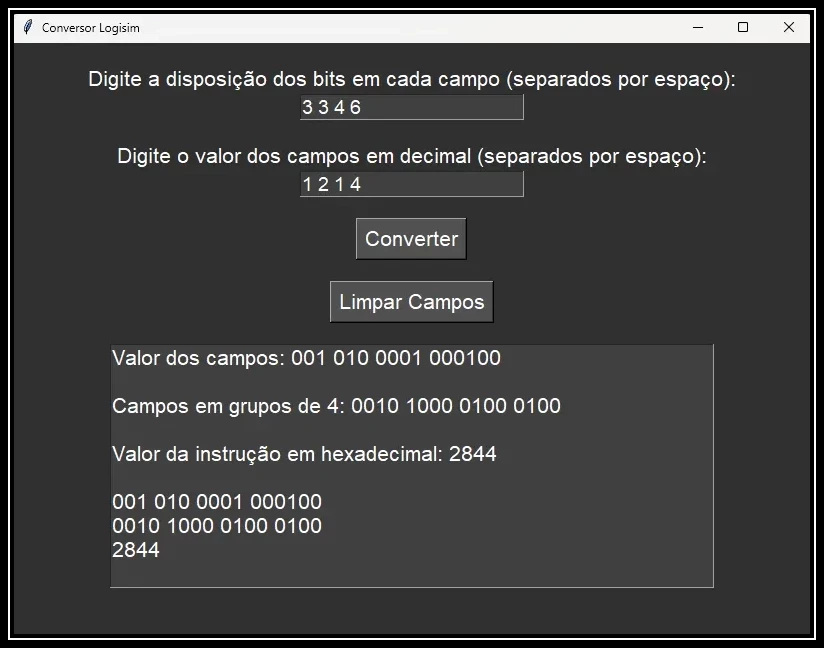 Conversor Logisim
Digite a disposição dos bits em cada campo (separados por espaço):
3 3 4 6
Digite o valor dos campos em decimal (separados por espaço):
1 2 1 4
Converter
Limpar Campos
Valor dos campos: 001 010 0001 000100
Campos em grupos de 4: 0010 1000 0100 0100
Valor da instrução em hexadecimal: 2844
001 010 0001 000100
0010 1000 0100 0100
2844